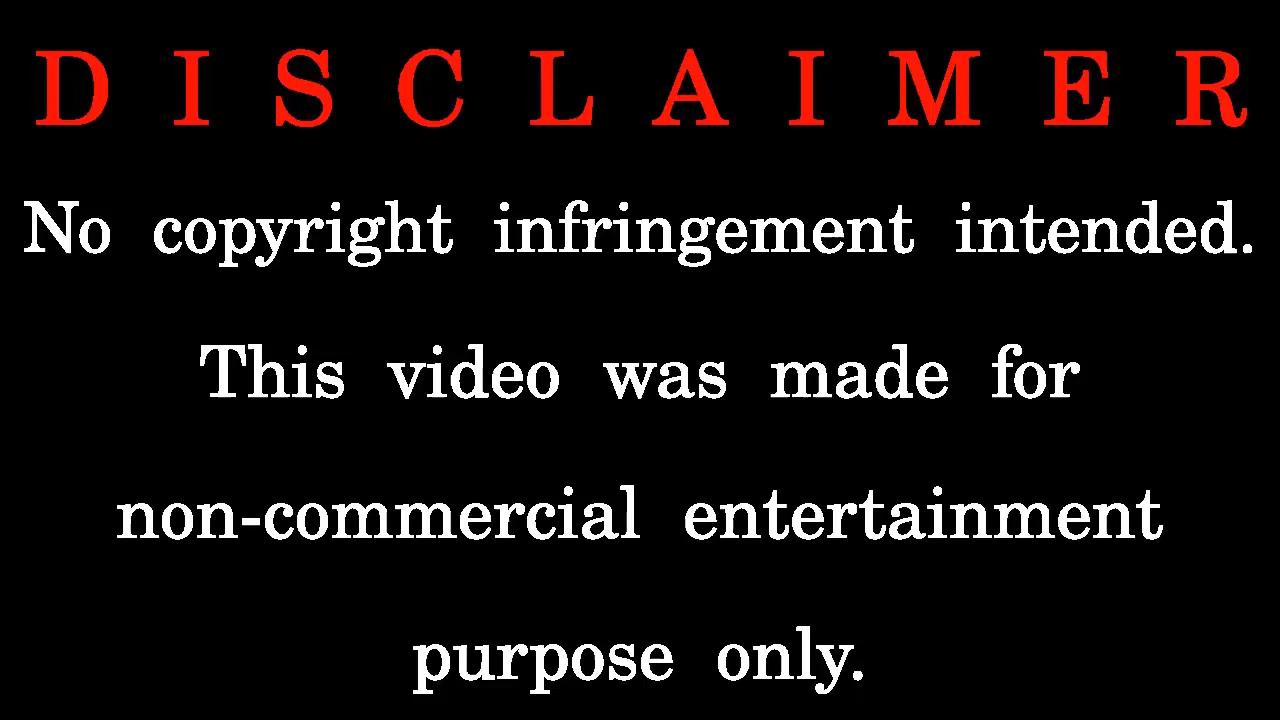 D I S C L A I M E R
No copyright infringement intended.
This video was made for
non-commercial entertainment
purpose only.